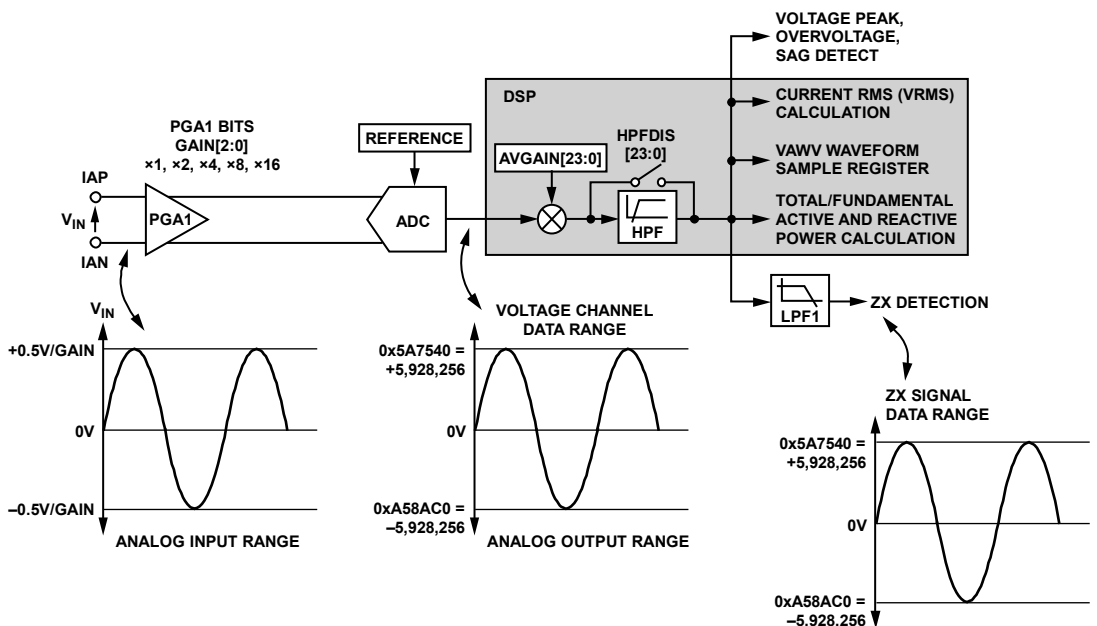 VOLTAGE PEAK,
OVERVOLTAGE,
SAG DETECT
DSP
CURRENT RMS (VRMS)
CALCULATION
PGA1 BITS
GAIN[2:0]
×1, ×2, ×4, ×8, ×16
REFERENCE
HPFDIS
[23:0]
AVGAIN[23:0]
VAWV WAVEFORM
SAMPLE REGISTER
IAP
VIN
PGA1
ADC
HPF
TOTAL/FUNDAMENTAL
ACTIVE AND REACTIVE
POWER CALCULATION
IAN
LPF1
ZX DETECTION
VIN
+0.5V/GAIN
0V
–0.5V/GAIN
ANALOG INPUT RANGE
VOLTAGE CHANNEL
DATA RANGE
0x5A7540 =
+5,928,256
0V
0xA58AC0 =
–5,928,256
ANALOG OUTPUT RANGE
ZX SIGNAL
DATA RANGE
0x5A7540 =
+5,928,256
0V
0xA58AC0 =
–5,928,256